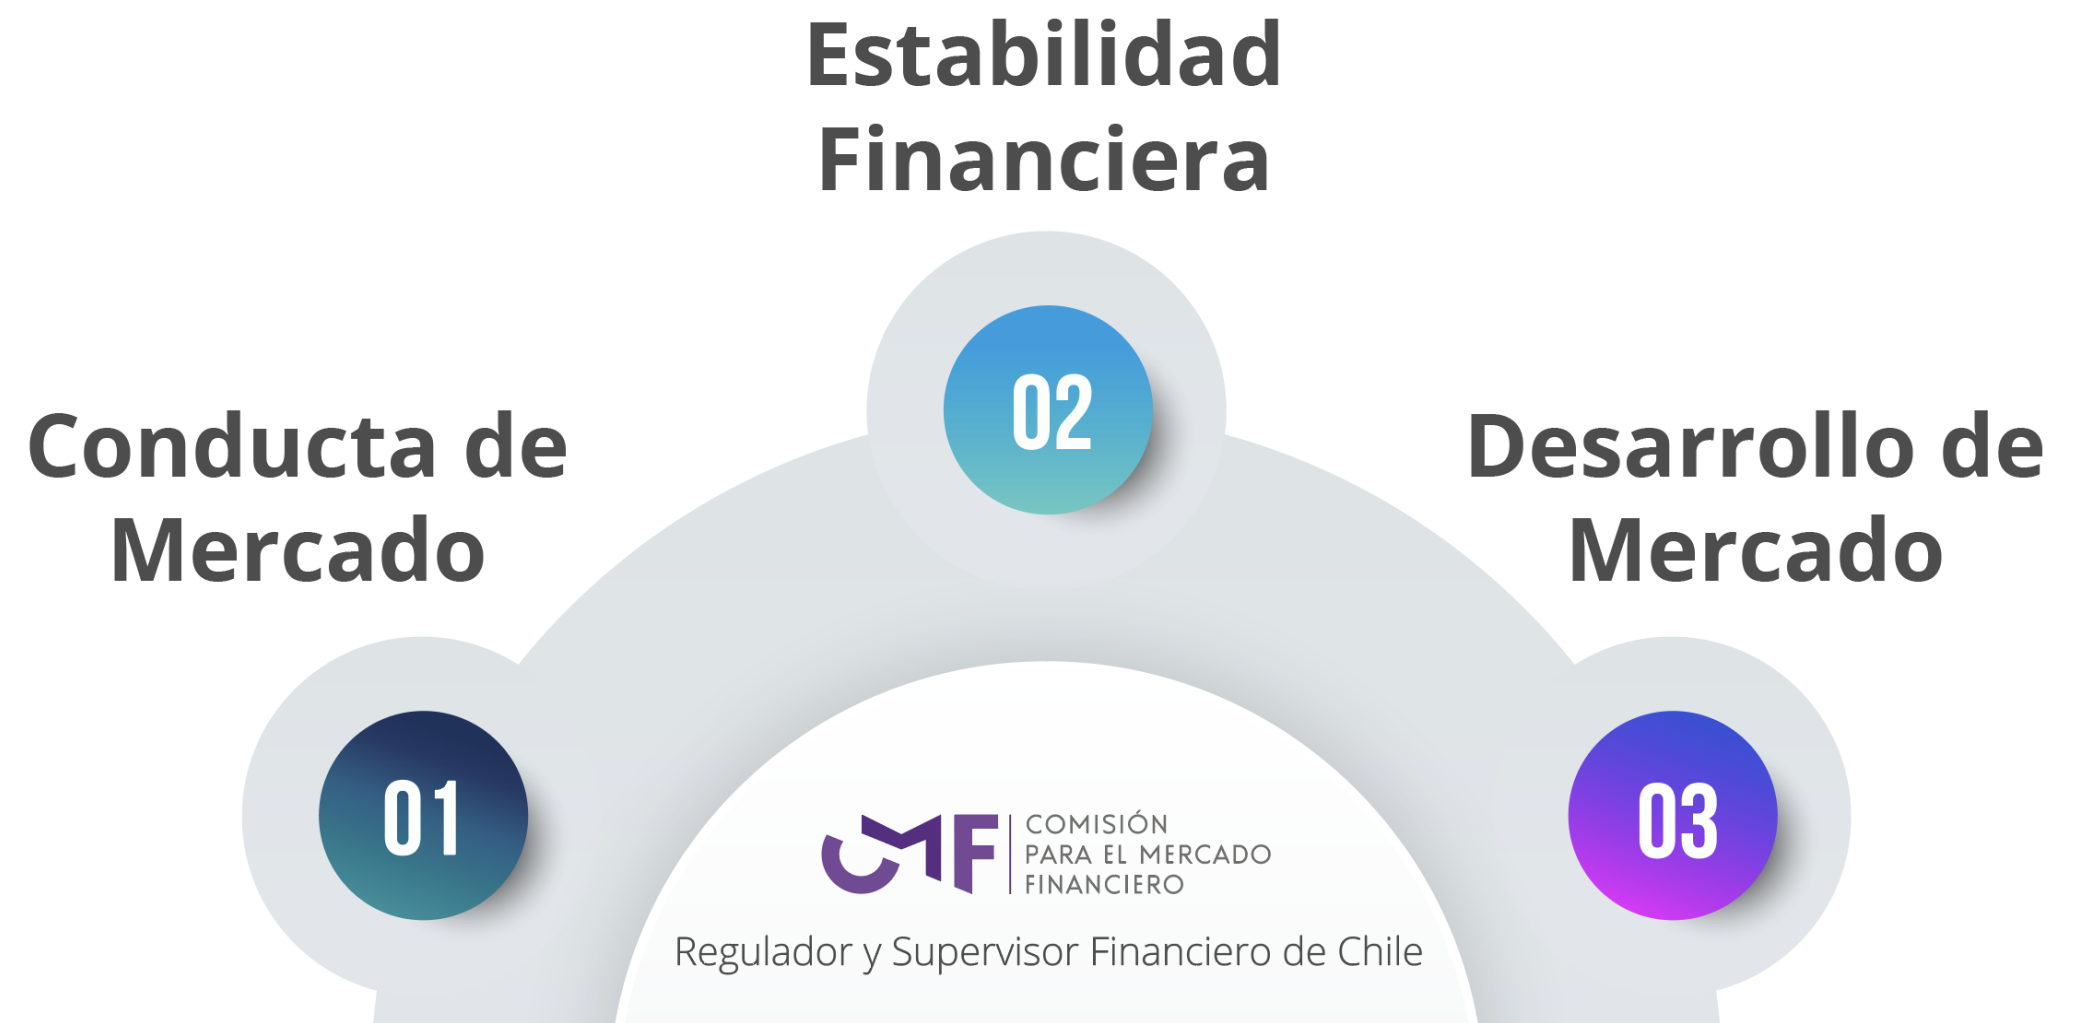 Estabilidad
Financiera
02
Conducta de
Mercado
01
Desarrollo de
Mercado
03
CMF
COMISIÓN
PARA EL MERCADO
FINANCIERO
Regulador y Supervisor Financiero de Chile